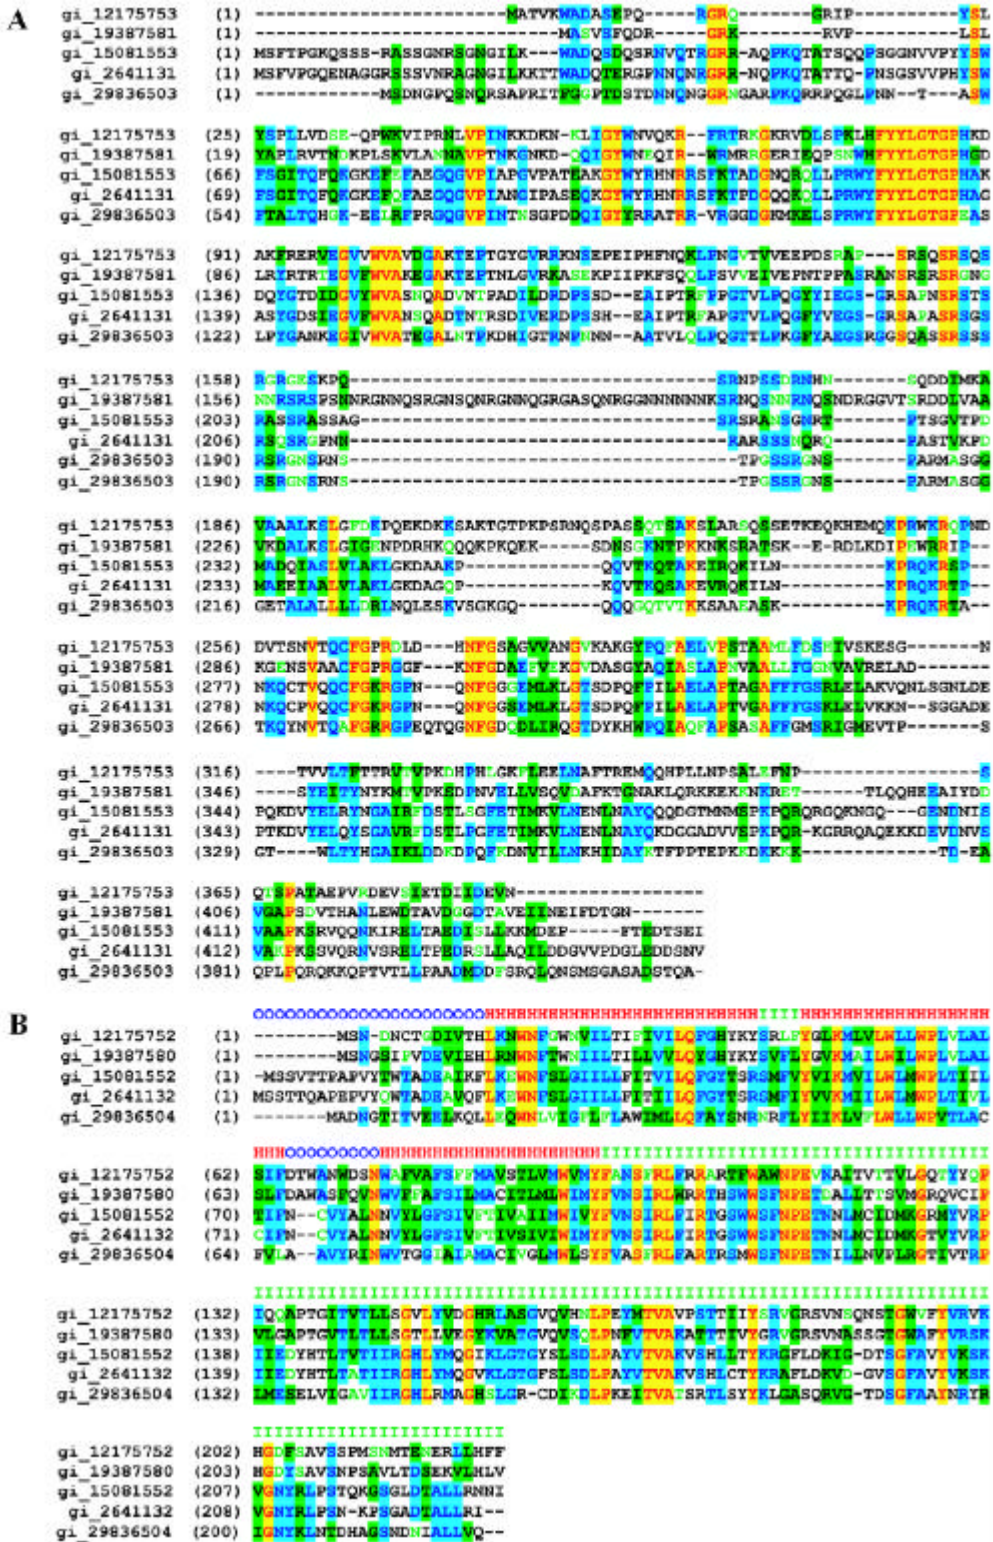 A
gi_12175753 (1) ------------------------------MATVKWADASEPQ------RGRQ---------GRIP------YSL
gi_19387581 (1) ------------------------------------MASVSFQDR------GRK----------RVP------LSL
gi_15081553 (1) MSFTPGKQSSS-RASSGNRSGNGILK---WADQSDQSRNVQTRGRR-AQPKQTATSQQPSGGNVVPYYSW
gi_2641131 (1) MSFVPGQENAGGRSSSVNRAGNGILKKTTWADQTERGPNNQNRGRR-NQPKQTATTQ-PNSGSVVPHYSW
gi_29836503 (1) ---------------MSDNGPQSNQRSAPRITFGGPTDSTDNNQNGGRNGARPKQRRPQGLPNN--T---ASW
gi_12175753 (25) YSPLLVDSE-QPWKVIPRNLVPINKKDKN-KLIGYWNVQKR--FRTRKGKRVDLSPKLHFYYLGTGPHKD
gi_19387581 (19) YAPLRVTNDKPLSKVLANNAVPTNKGNKD-QQIGYWNEQIR--WRMRRGERIEQPSNWHFYYLGTGPHGD
gi_15081553 (66) FSGITQFQKGKEFEFAEGQGVPIAPGVPATEAKGYWYRHNRRSFKTADGNQRQLLPRWYFYYLGTGPHAK
gi_2641131 (69) FSGITQFQKGKEFQFAEGQGVPIANGIPASEQKGYWYRHNRRSFKTPDGQQKQLLPRWYFYYLGTGPHAG
gi_29836503 (54) FTALTQHGK-EELRFPRGQGVPINTNSGPDDQIGYYRRATRR-VRGGDGKMKELSPRWYFYYLGTGPEAS
gi_12175753 (91) AKFRERVEGVVWVAVDGAKTEPTGYGVRRKNSEPEIPHFNQKLPNGVTVVEEPDSRAP---SRSQSRSQS
gi_19387581 (86) LRYRTRTEGVFWVAKEGAKTEPTNLGVRKASEKPIIPKFSQQLPSVVEIVEPNTPPASRANSRSRSRGNG
gi_15081553 (136) DQYGTDIDGVYWVASNQADVNTPADILDRDPSSD--EAIPTRFPPGTVLPQGYYIEGS-GRSAPNSRSTS
gi_2641131 (139) ASYGDSIEGVFWVANSQADTNTRSDIVERDPSSH--EAIPTRFAPGTVLPQGFYVEGS-GRSAPASRSGS
gi_29836503 (122) LPYGANKEGIVWVATEGALNTPKDHIGTRNPNNN--AATVLQLPQGTTLPKGFYAEGSRGGSQASSRSSS
gi_12175753 (158) RGRGESKPQ-----------------------------------SRNPSSDRNHN-------SQDDIMKA
gi_19387581 (156) NNRSRSPSNNRGNNQSRGNSQNRGNNQGRGASQNRGGNNNNNNKSRNQSNNRNQSNDRGGVTSRDDLVAA
gi_15081553 (203) RASSRASSAG----------------------------------SRSRANSGNRT-------PTSGVTPD
gi_2641131 (206) RSQSRGPNN-----------------------------------RARSSSNQRQ--------PASTVKPD
gi_29836503 (190) RSRGNSRNS-------------------------------------TPGSSRGNS-------PARMASGG
gi_29836503 (190) RSRGNSRNS-------------------------------------TPGSSRGNS-------PARMASGG
gi_12175753 (186) VAAALKSLGFDKPQEKDKKSAKTGTPKPSRNQSPASSQTSAKSLARSQSSETKEQKHEMQKPRWKRQPND
gi_19387581 (226) VKDALKSLGIGENPDRHKQQQKPKQEK-----SDNSGKNTPKKNKSRATSK--E-RDLKDIPEWRRIP--
gi_15081553 (232) MADQIASLVLAKLGKDAAKP------------QQVTKQTAKEIRQKILN---------KPRQKRSP----
gi_2641131 (233) MAEEIAALVLAKLGKDAGQP------------QQVTKQSAKEVRQKILN---------KPRQKRTP----
gi_29836503 (216) GETALALLLLDRLNQLESKVSGKGQ-------QQQGQTVTKKSAAEASK---------KPRQKRTA----
gi_12175753 (256) DVTSNVTQCFGPRDLD---HNFGSAGVVANGVKAKGYPQFAELVPSTAAMLFDSHIVSKESG-------N
gi_19387581 (286) KGENSVAACFGPRGGF---KNFGDAEFVEKGVDASGYAQIASLAPNVAALLFGGNVAVRELAD-------
gi_15081553 (277) NKQCTVQQCFGKRGPN---QNFGGGEMLKLGTSDPQFPILAELAPTAGAFFFGSRLELAKVQNLSGNLDE
gi_2641131 (278) NKQCPVQQCFGKRGPN---QNFGGSEMLKLGTSDPQFPILAELAPTVGAFFFGSKLELVKKN--SGGADE
gi_29836503 (266) TKQYNVTQAFGRRGPEQTQGNFGDQDLIRQGTDYKHWPQIAQFAPSASAFFGMSRIGMEVTP-------S
gi_12175753 (316) ----TVVLTFTTRVTVPKDHPHLGKFLEELNAFTREMQQHPLLNPSALEFNP-----------------S
gi_19387581 (346) ----SYEITYNYKMTVPKSDPNVELLVSQVDAFKTGNAKLQRKKEKKNKRET------TLQQHEEAIYDD
gi_15081553 (344) PQKDVYELRYNGAIRFDSTLSGFETIMKVLNENLNAYQQQDGTMNMSPKPQRQRGQKNGQ---GENDNIS
gi_2641131 (343) PTKDVYELQYSGAVRFDSTLPGFETIMKVLNENLNAYQKDGGADVVSPKPQR-KGRRQAQEKKDEVDNVS
gi_29836503 (329) GT----WLTYHGAIKLDDKDPQFKDNVILLNKHIDAYKTFPPTEPKKDKKKK-------------TD-EA
gi_12175753 (365) QTSPATAEPVRDEVSIETDIIDEVN------------------
gi_19387581 (406) VGAPSDVTHANLEWDTAVDGGDTAVEIINEIFDTGN-------
gi_15081553 (411) VAAPKSRVQQNKIRELTAEDISLLKKMDEP-----FTEDTSEI
gi_2641131 (412) VAKPKSSVQRNVSRELTPEDRSLLAQILDDGVVPDGLEDDSNV
gi_29836503 (381) QPLPQRQKKQPTVTLLPAADMDDFSRQLQNSMSGASADSTQA-
B
OOOOOOOOOOOOOOOOOOOOOOHHHHHHHHHHHHHHHHHHHHHHHHHHIIIIHHHHHHHHHHHHHHHHHH
gi_12175752 (1) --------MSN-DNCTGDIVTHLKNWNFGWNVILTIFIVILQFGHYKYSRLFYGLKMLVLWLLWPLVLAL
gi_19387580 (1) --------MSNGSIPVDEVIEHLRNWNFTWNIILTILLVVLQYGHYKYSVFLYGVKMAILWILWPLVLAL
gi_15081552 (1) -MSSVTTPAPVYTWTADEAIKFLKEWNFSLGIILLFITVILQFGYTSRSMFVYVIKMVILWLMWPLTIIL
gi_2641132 (1) MSSTTQAPEPVYQWTADEAVQFLKEWNFSLGIILLFITIILQFGYTSRSMFIYVVKMIILWLMWPLTIVL
gi_29836504 (1) -------MADNGTITVEELKQLLEQWNLVIGFLFLAWIMLLQFAYSNRNRFLYIIKLVFLWLLWPVTLAC
HHHOOOOOOOOOHHHHHHHHHHHHHHHHHHHHHIIIIIIIIIIIIIIIIIIIIIIIIIIIIIIIIIIIII
gi_12175752 (62) SIFDTWANWDSNWAFVAFSFFMAVSTLVMWVMYFANSFRLFRRARTFWAWNPEVNAITVTTVLGQTYYQP
gi_19387580 (63) SLFDAWASFQVNWVFFAFSILMACITLMLWIMYFVNSIRLWRRTHSWWSFNPETDALLTTSVMGRQVCIP
gi_15081552 (70) TIFN--CVYALNNVYLGFSIVFTIVAIIMWIVYFVNSIRLFIRTGSWWSFNPETNNLMCIDMKGRMYVRP
gi_2641132 (71) CIFN--CVYALNNVYLGFSIVFTIVSIVIWIMYFVNSIRLFIRTGSWWSFNPETNNLMCIDMKGTVYVRP
gi_29836504 (64) FVLA--AVYRINWVTGGIAIAMACIVGLMWLSYFVASFRLFARTRSMWSFNPETNILLNVPLRGTIVTRP
IIIIIIIIIIIIIIIIIIIIIIIIIIIIIIIIIIIIIIIIIIIIIIIIIIIIIIIIIIIIIIIIIIIIII
gi_12175752 (132) IQQAPTGITVTLLSGVLYVDGHRLASGVQVHNLPEYMTVAVPSTTIIYSRVGRSVNSQNSTGWVFYVRVK
gi_19387580 (133) VLGAPTGVTLTLLSGTLLVEGYKVATGVQVSQLPNFVTVAKATTTIVYGRVGRSVNASSGTGWAFYVRSK
gi_15081552 (138) IIEDYHTLTVTIIRGHLYMQGIKLGTGYSLSDLPAYVTVAKVSHLLTYKRGFLDKIG-DTSGFAVYVKSK
gi_2641132 (139) IIEDYHTLTATIIRGHLYMQGVKLGTGFSLSDLPAYVTVAKVSHLCTYKRAFLDKVD-GVSGFAVYVKSK
gi_29836504 (132) LMESELVIGAVIIRGHLRMAGHSLGR-CDIKDLPKEITVATSRTLSYYKLGASQRVG-TDSGFAAYNRYR
IIIIIIIIIIIIIIIIIIIIIIII
gi_12175752 (202) HGDFSAVSSPMSNMTENERLLHFF
gi_19387580 (203) HGDYSAVSNPSAVLTDSEKVLHLV
gi_15081552 (207) VGNYRLPSTQKGSGLDTALLRNNI
gi_2641132 (208) VGNYRLPSN-KPSGADTALLRI--
gi_29836504 (200) IGNYKLNTDHAGSNDNIALLVQ--